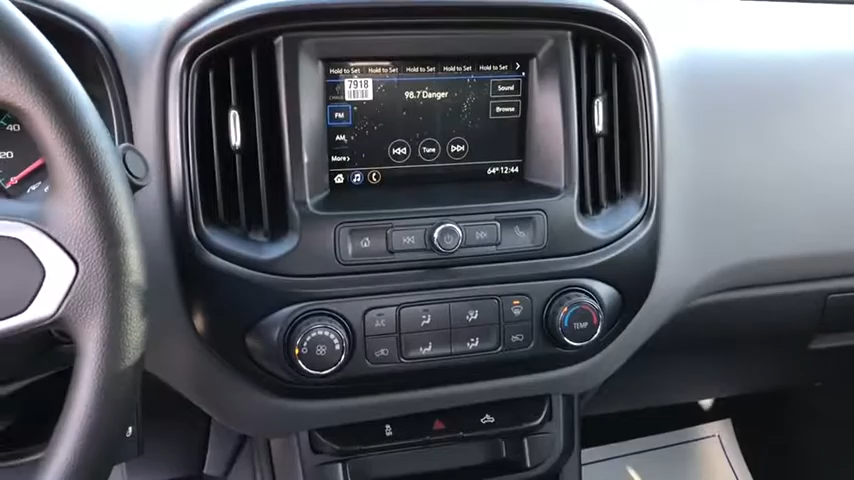 Hold to Set Hold to Set Hold to Set Hold to Set Hold to Set
7918
98.7 Danger
Sound
Browse
FM
AM
More
Tune
64° 12:44
20
A/C
TEMP